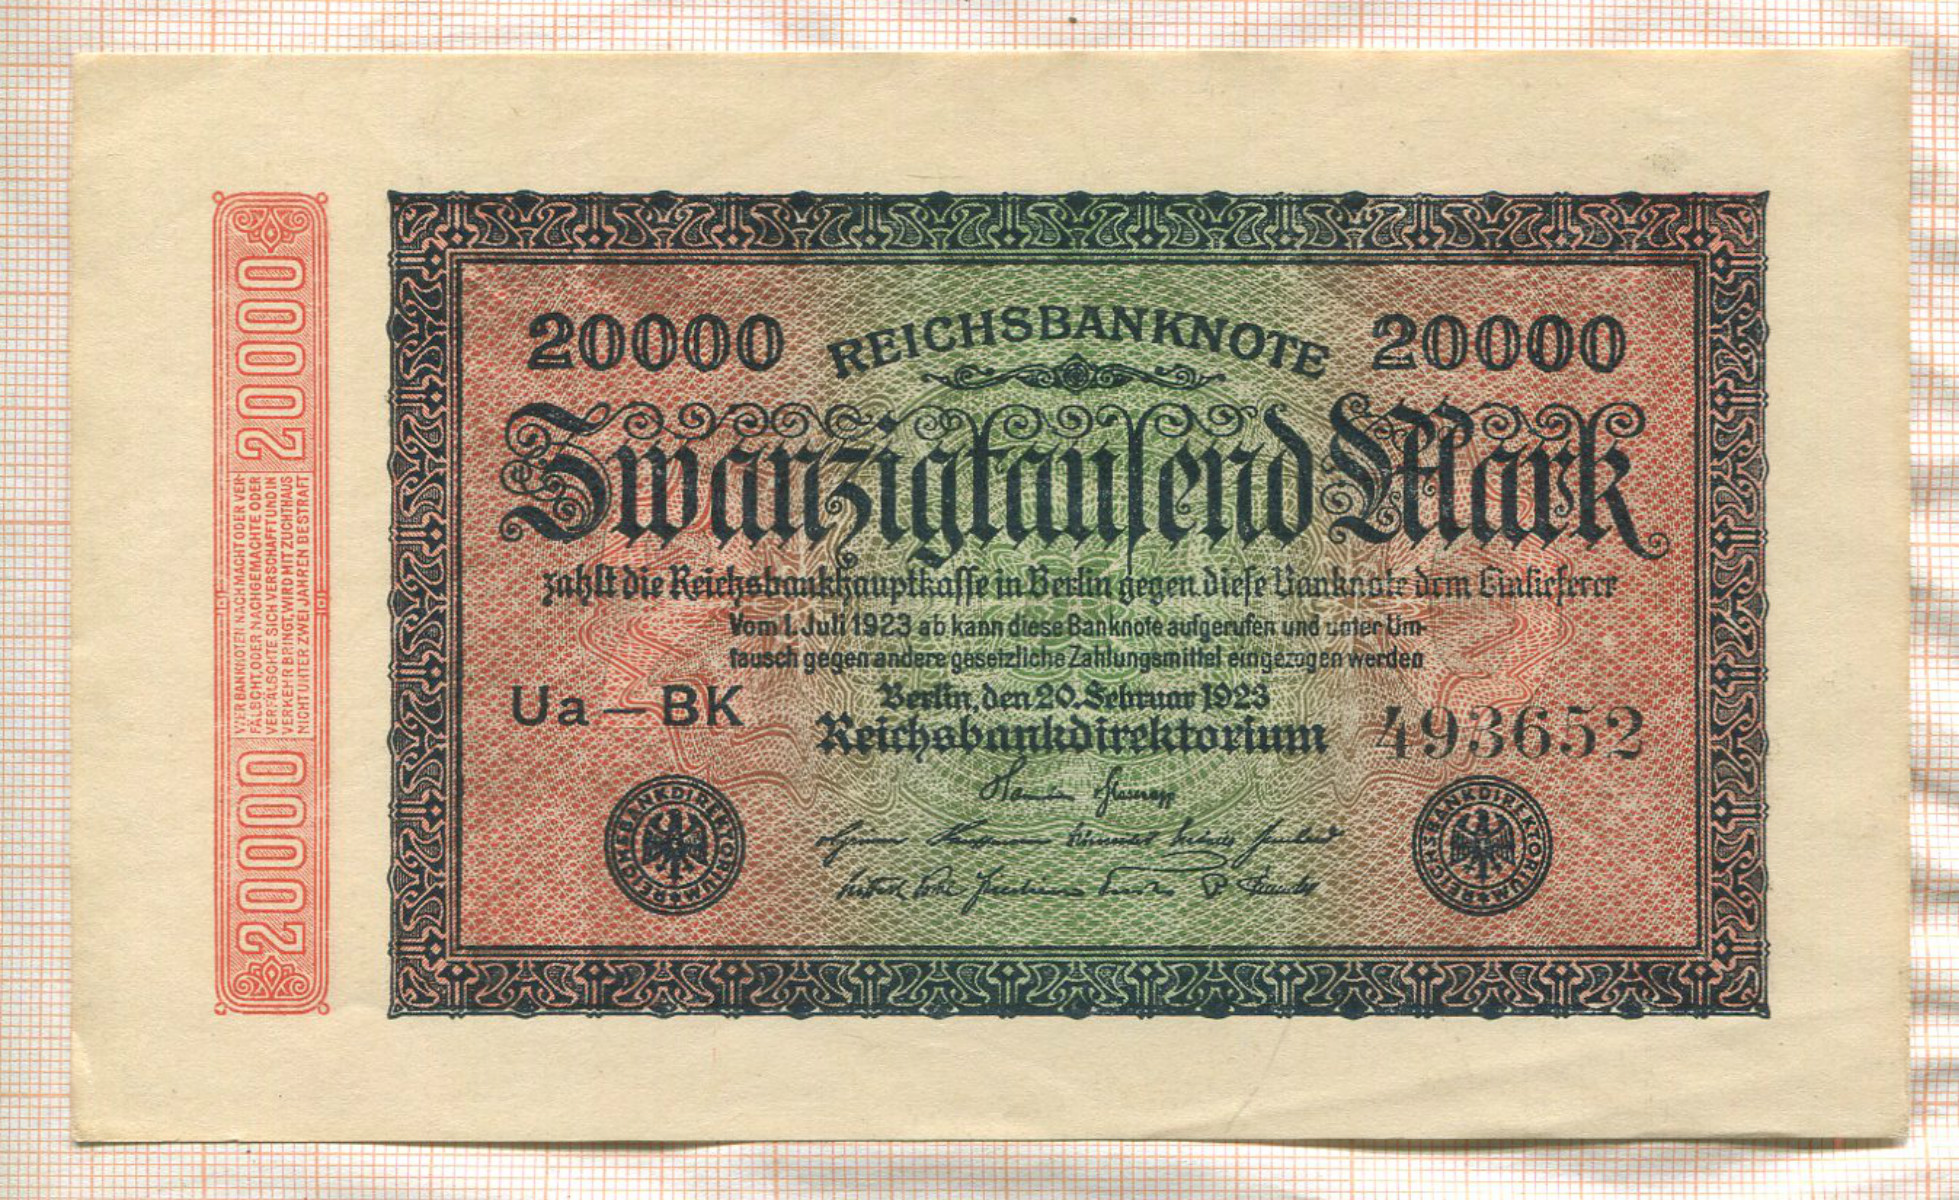 20000
WER BANKNOTEN NACHMACHT ODER VER-
FÄLSCHT, ODER NACHGEMACHTE ODER
VERFÄLSCHTE SICH VERSCHAFFT UND IN
VERKEHR BRINGT, WIRD MIT ZUCHTHAUS
NICHT UNTER ZWEI JAHREN BESTRAFT
20000
20000 REICHSBANKNOTE 20000
Zwanzigtausend Mark
zahlt die Reichsbankhauptkasse in Berlin gegen diese Banknote dem Einlieferer
Vom 1. Juli 1923 ab kann diese Banknote aufgerufen und unter Um-
tausch gegen andere gesetzliche Zahlungsmittel eingezogen werden
Ua — BK
Berlin, den 20. Februar 1923
Reichsbankdirektorium
493652
REICHSBANKDIREKTORIUM
REICHSBANKDIREKTORIUM